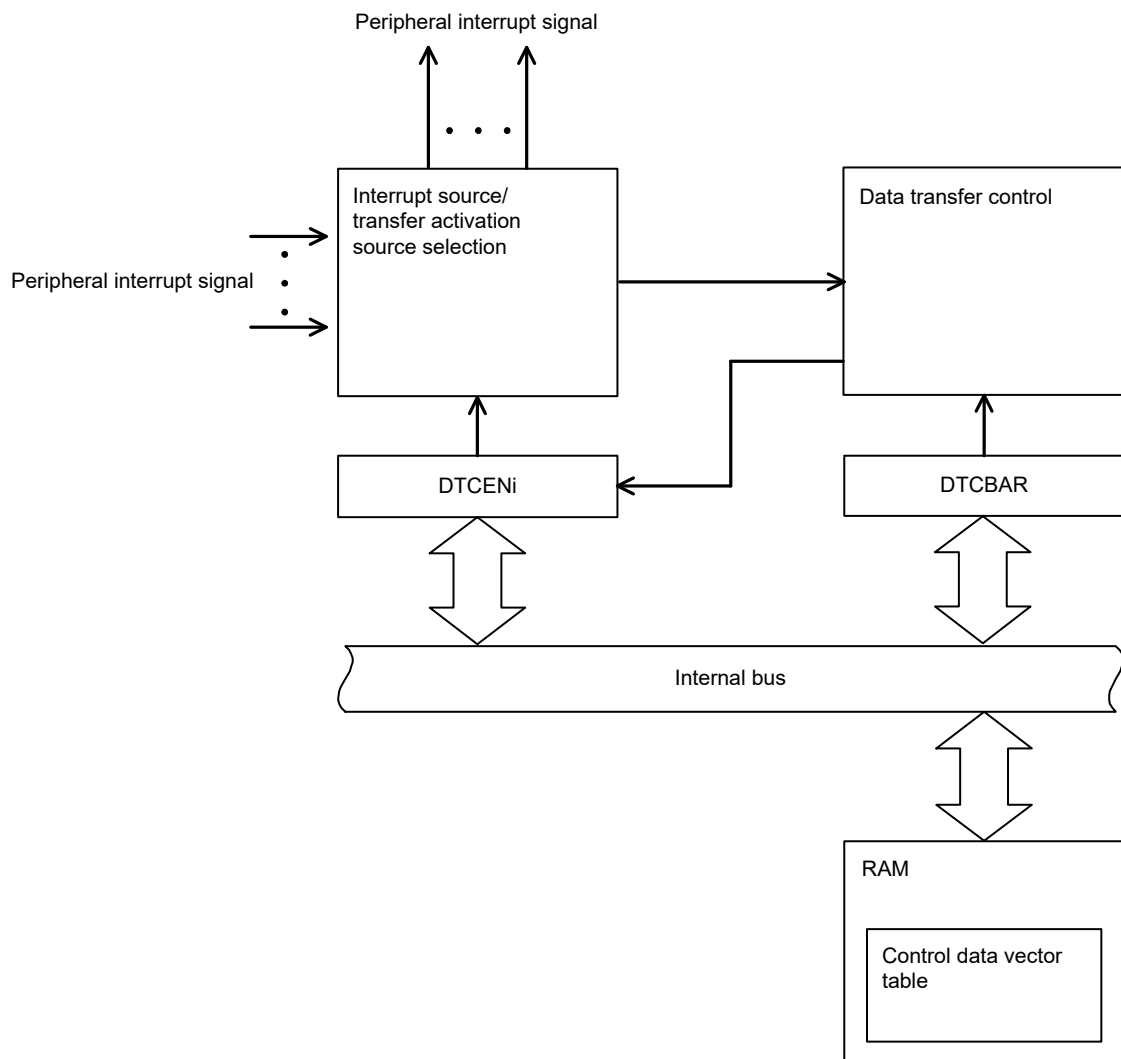 Peripheral interrupt signal
Interrupt source/
transfer activation
source selection
Data transfer control
Peripheral interrupt signal
DTCENi
DTCBAR
Internal bus
RAM
Control data vector
table